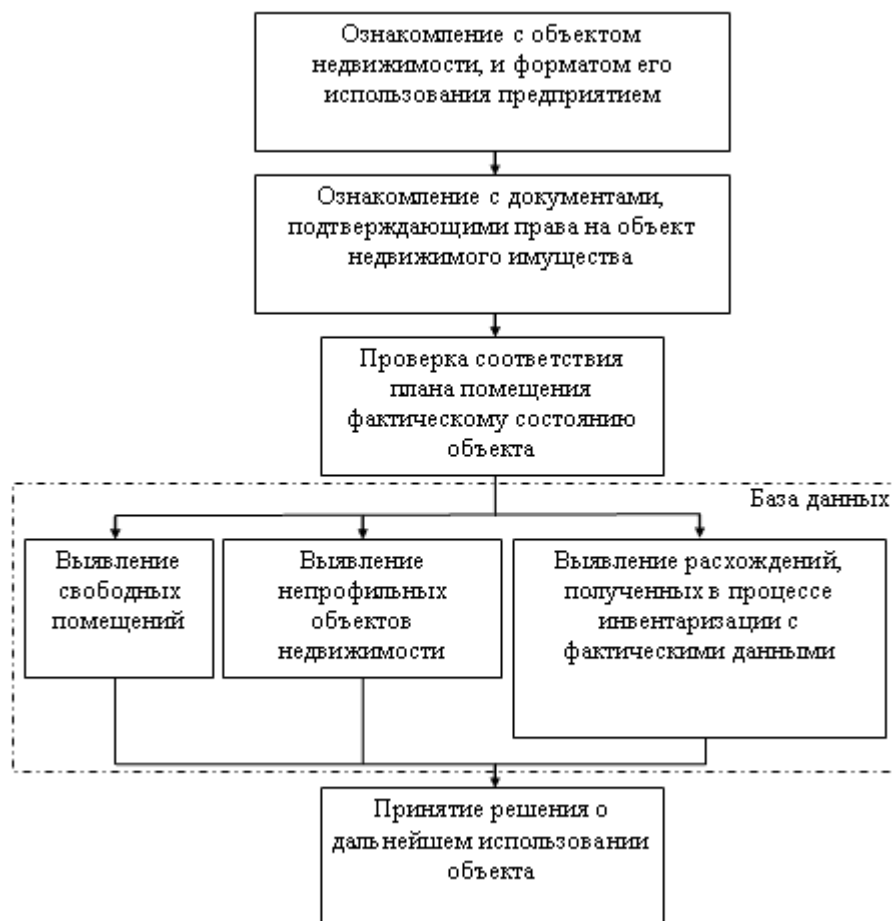 Ознакомление с объектом
недвижимости, и форматом его
использования предприятием
Ознакомление с документами,
подтверждающими права на объект
недвижимого имущества
Проверка соответствия
плана помещения
фактическому состоянию
объекта
База данных
Выявление
свободных
помещений
Выявление
непрофильных
объектов
недвижимости
Выявление расхождений,
полученных в процессе
инвентаризации с
фактическими данными
Принятие решения о
дальнейшем использовании
объекта